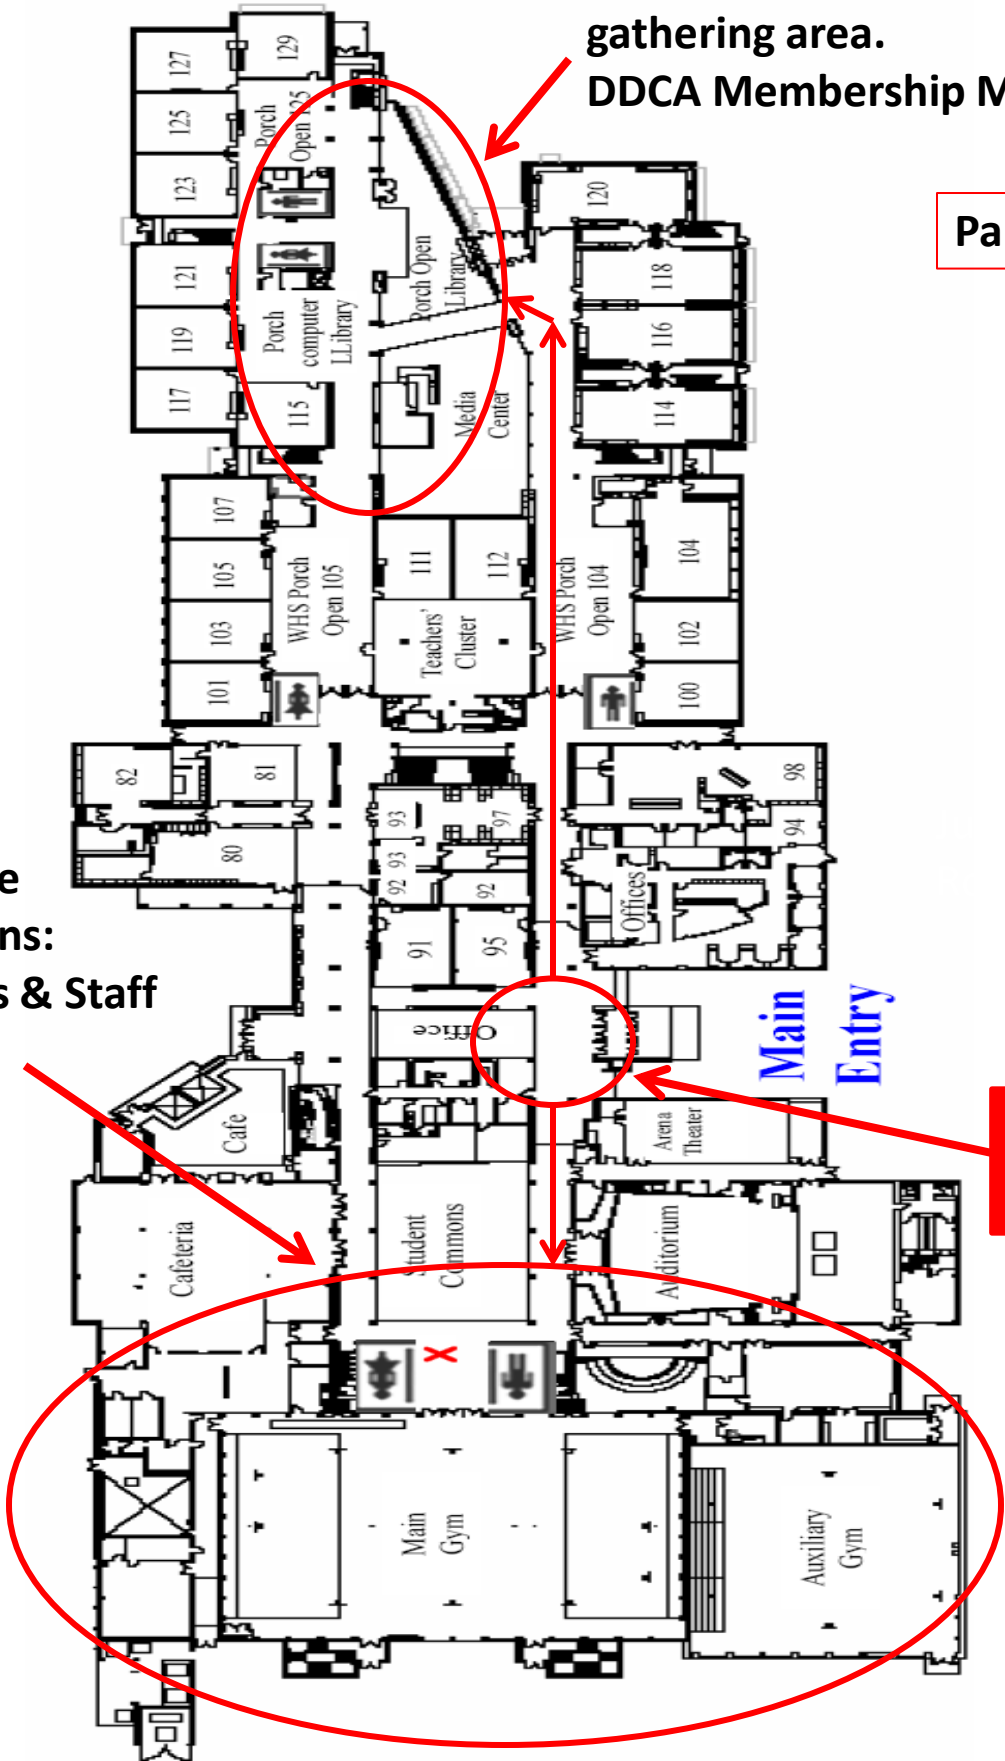 gathering area.
DDCA Membership M
Pa
e
ns:
s & Staff
127
129
125
Porch
Open 125
123
120
121
Porch Open
Library
118
119
Porch
computer
LLibrary
116
117
115
Media
Center
114
107
105
WHS Porch
Open 105
111
112
WHS Porch
Open 104
104
103
Teachers'
Cluster
102
101
100
82
81
93
97
98
80
93
94
92
92
Offices
91
95
Office
Main
Entry
Cafe
Arena
Theater
Cafeteria
Student
Commons
Auditorium
X
Main
Gym
Auxiliary
Gym